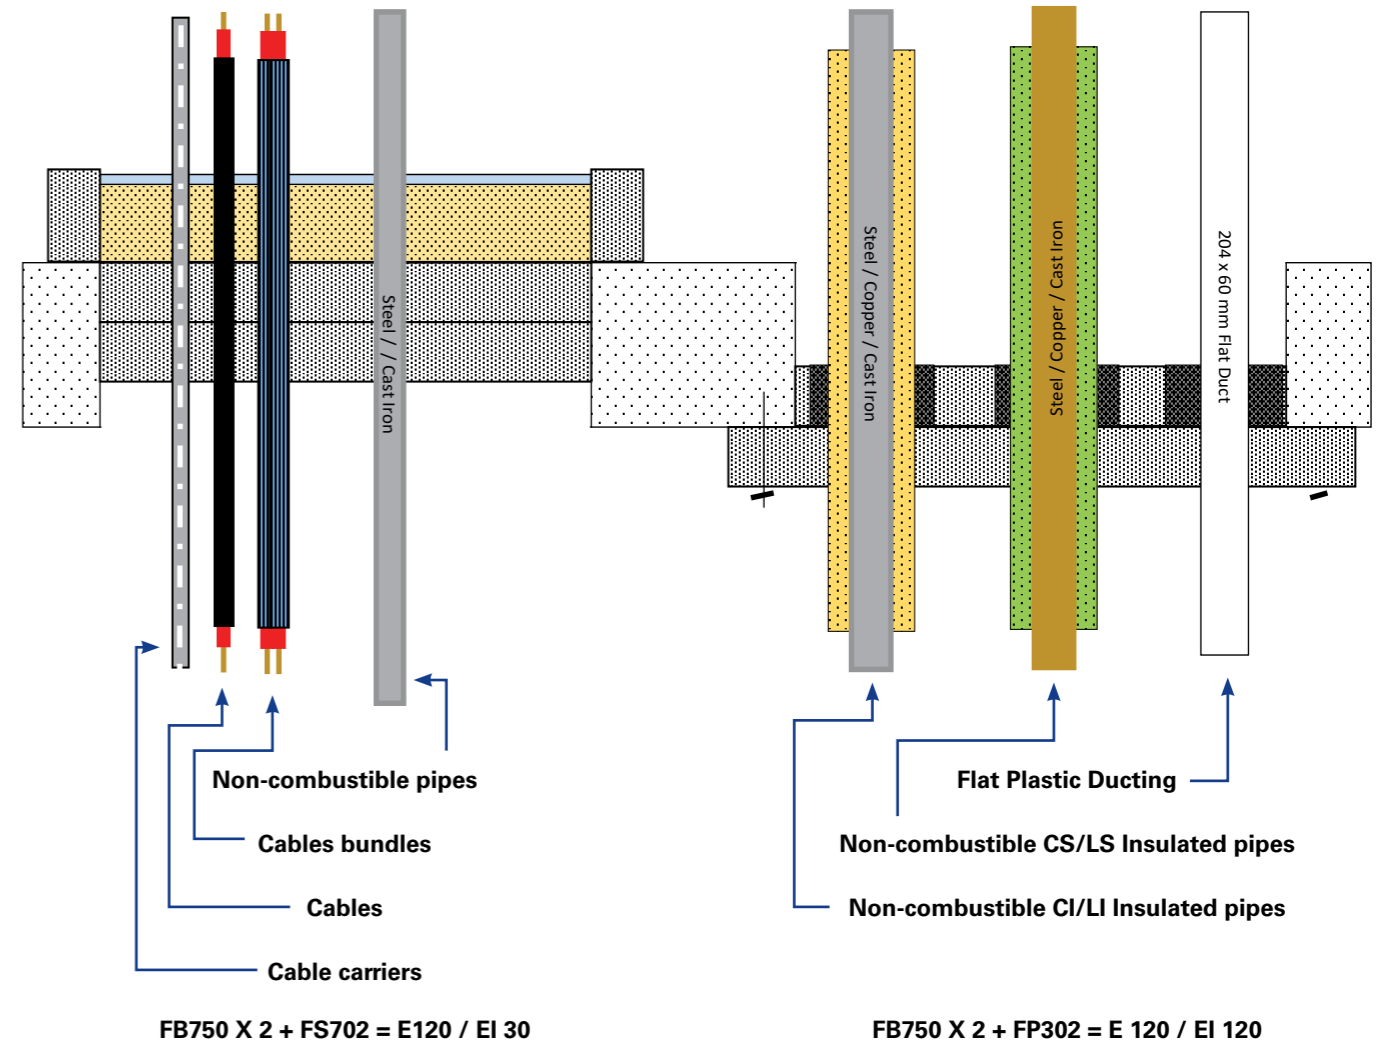 Steel / / Cast Iron
Steel / Copper / Cast Iron
Steel / Copper / Cast Iron
204 x 60 mm Flat Duct
Non-combustible pipes
Cables bundles
Cables
Cable carriers
Flat Plastic Ducting
Non-combustible CS/LS Insulated pipes
Non-combustible CI/LI Insulated pipes
FB750 X 2 + FS702 = E120 / EI 30
FB750 X 2 + FP302 = E 120 / EI 120